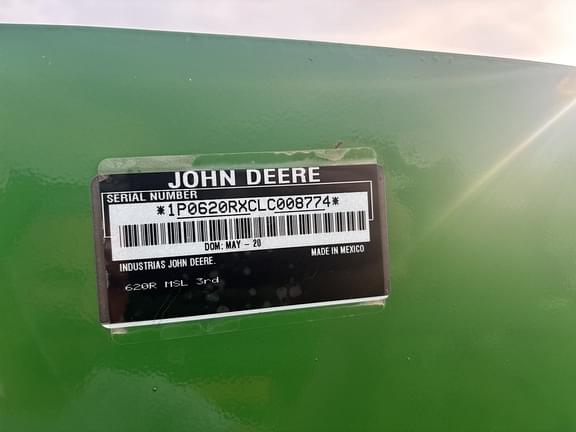 JOHN DEERE
SERIAL NUMBER
*1P0620RXCLC008774*
DOM: MAY - 20
INDUSTRIAS JOHN DEERE. MADE IN MEXICO
620R MSL 3rd